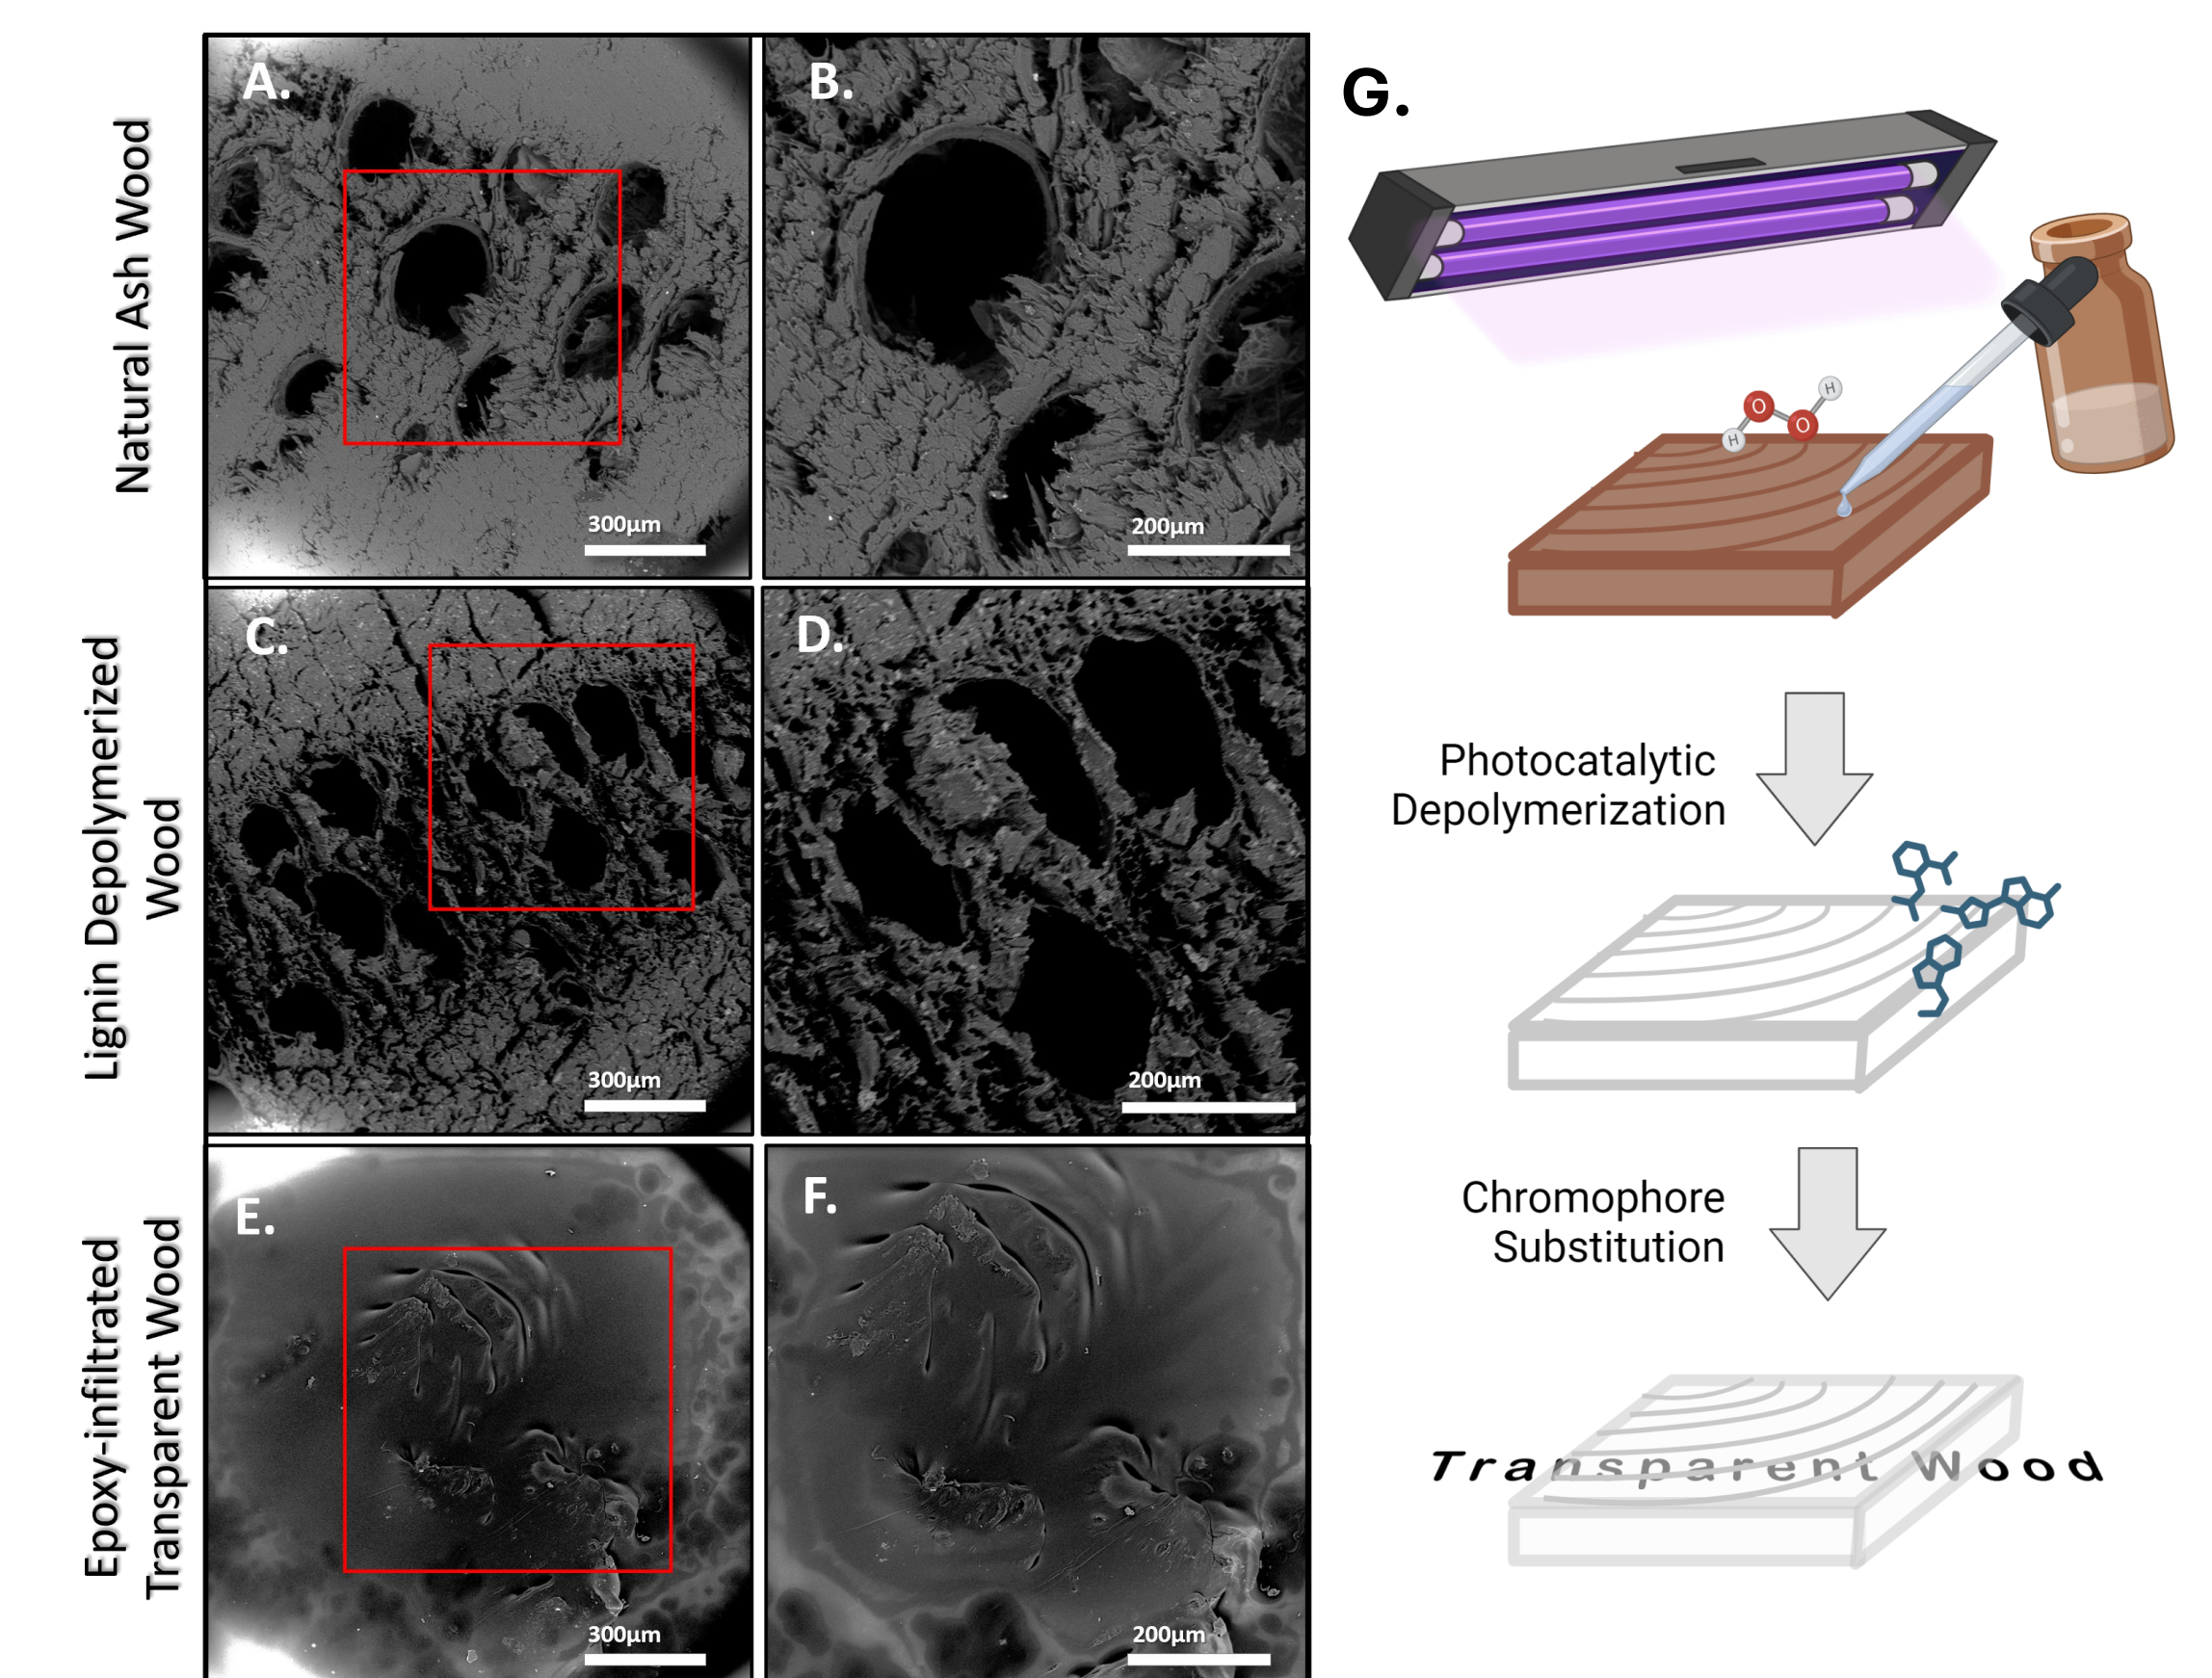 Natural Ash Wood
A.
300µm
B.
200µm
Lignin Depolymerized
Wood
C.
300µm
D.
200µm
Epoxy-infiltrated
Transparent Wood
E.
300µm
F.
200µm
G.
H
O
O
H
Photocatalytic
Depolymerization
Chromophore
Substitution
Transparent Wood